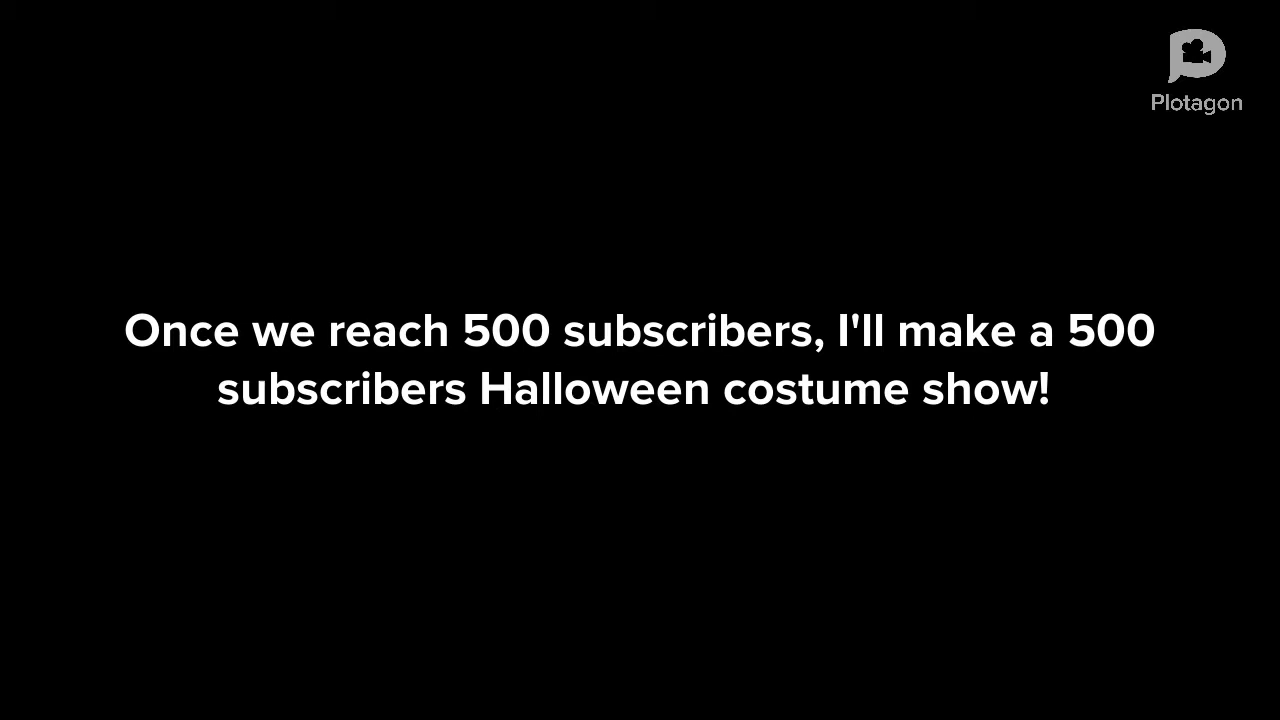 Plotagon
Once we reach 500 subscribers, I'll make a 500
subscribers Halloween costume show!